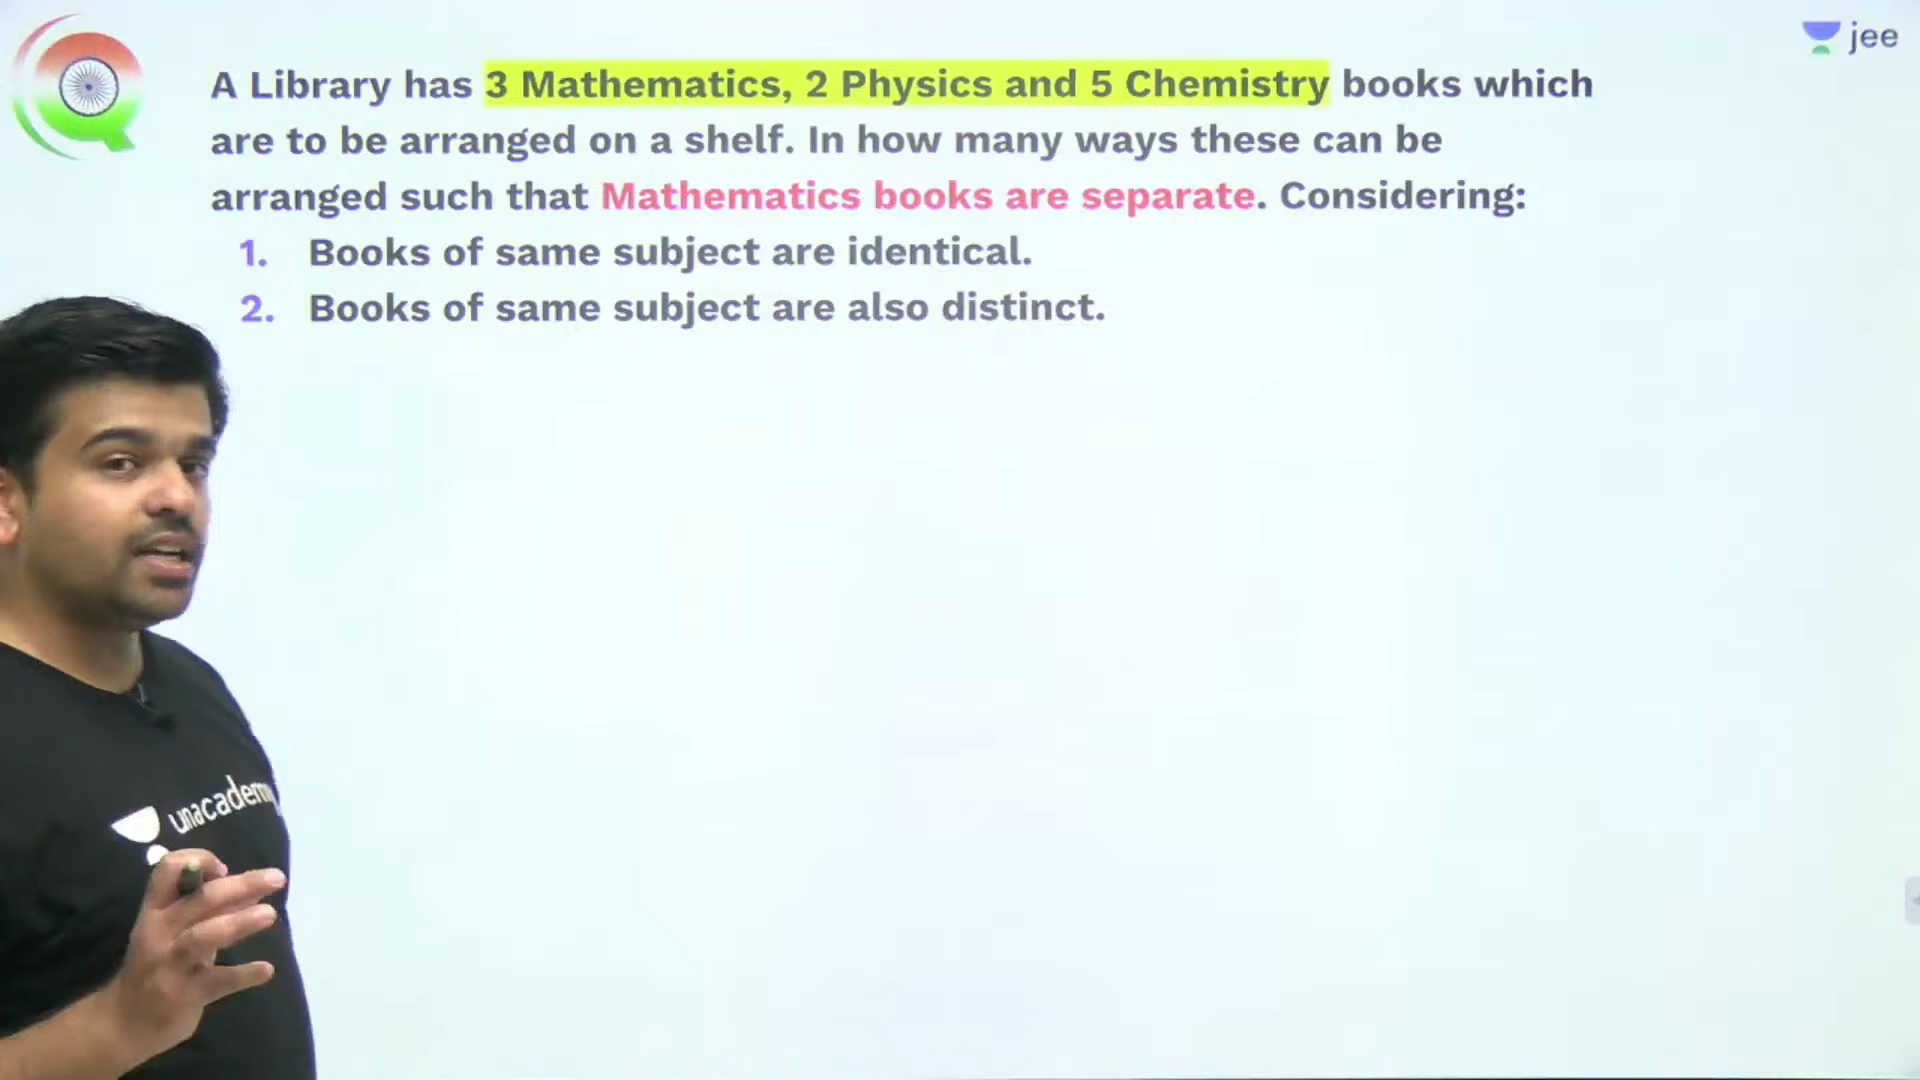 jee
A Library has 3 Mathematics, 2 Physics and 5 Chemistry books which
are to be arranged on a shelf. In how many ways these can be
arranged such that Mathematics books are separate. Considering:
1. Books of same subject are identical.
2. Books of same subject are also distinct.
unacademy